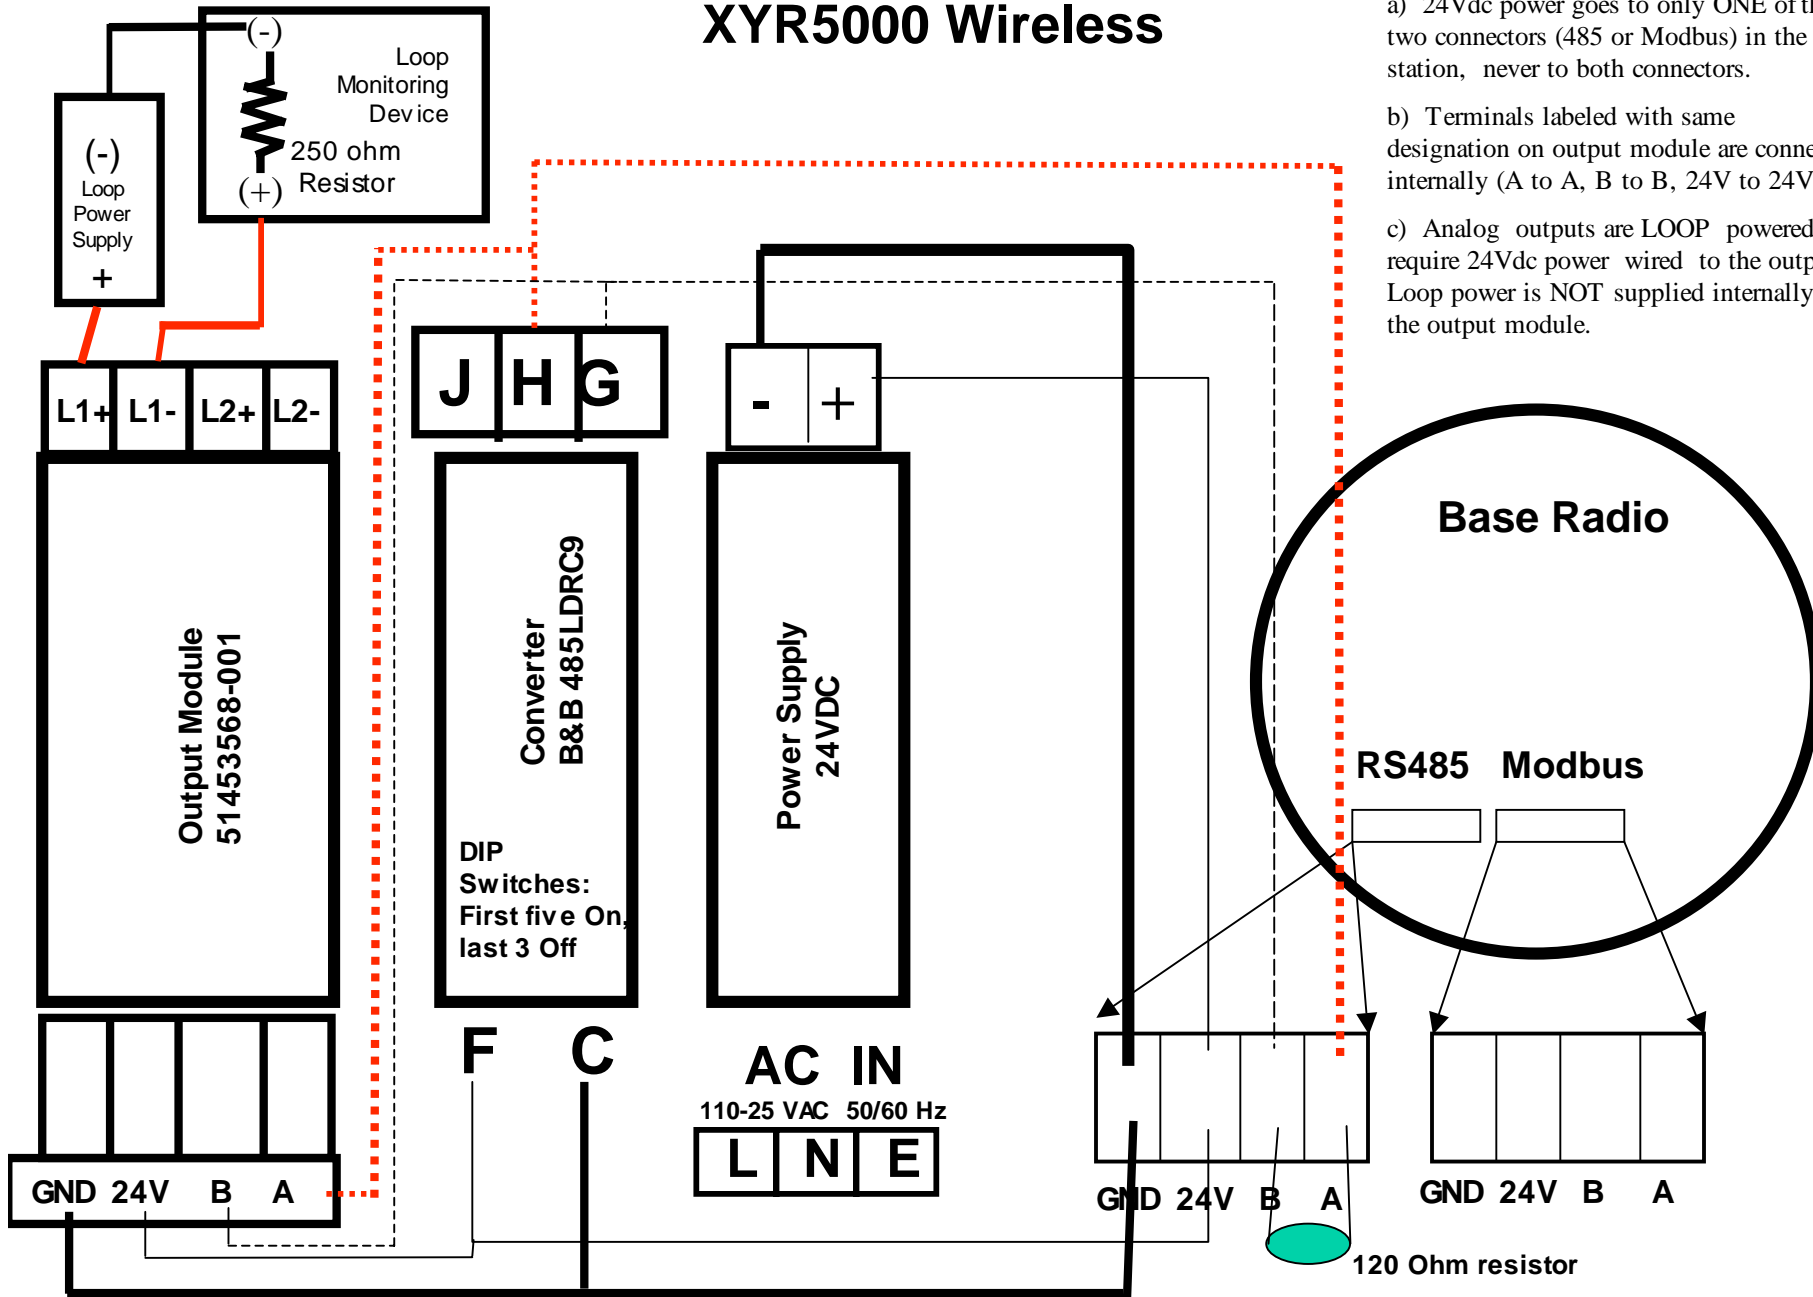 XYR5000 Wireless
a) 24Vdc power goes to only ONE of
two connectors (485 or Modbus) in the
station, never to both connectors.
b) Terminals labeled with same
designation on output module are
internally (A to A, B to B, 24V to 24V
c) Analog outputs are LOOP powered
require 24Vdc power wired to the
Loop power is NOT supplied internally
the output module.
(-)
Loop
Monitoring
Device
250 ohm
Resistor
(+)
(-)
Loop
Power
Supply
+
L1+ L1- L2+ L2-
J H G
- +
Output Module
51453568-001
Converter
B&B 485LDRC9
DIP
Switches:
First five On,
last 3 Off
Power Supply
24VDC
Base Radio
RS485 Modbus
F C
AC IN
110-25 VAC 50/60 Hz
L N E
GND 24V B A
GND 24V B A
GND 24V B A
120 Ohm resistor